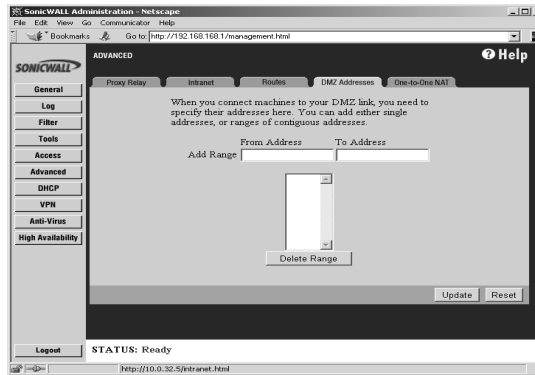 SonicWALL Administration - Netscape
File Edit View Go Communicator Help
Bookmarks Go to: http://192.168.168.1/management.html
SONICWALL
ADVANCED
Help
Proxy Relay Intranet Routes DMZ Addresses One-to-One NAT
General
Log
Filter
Tools
Access
Advanced
DHCP
VPN
Anti-Virus
High Availability
When you connect machines to your DMZ link, you need to
specify their addresses here. You can add either single
addresses, or ranges of contiguous addresses.
From Address To Address
Add Range
Delete Range
Update Reset
Logout
STATUS: Ready
http://10.0.32.5/intranet.html